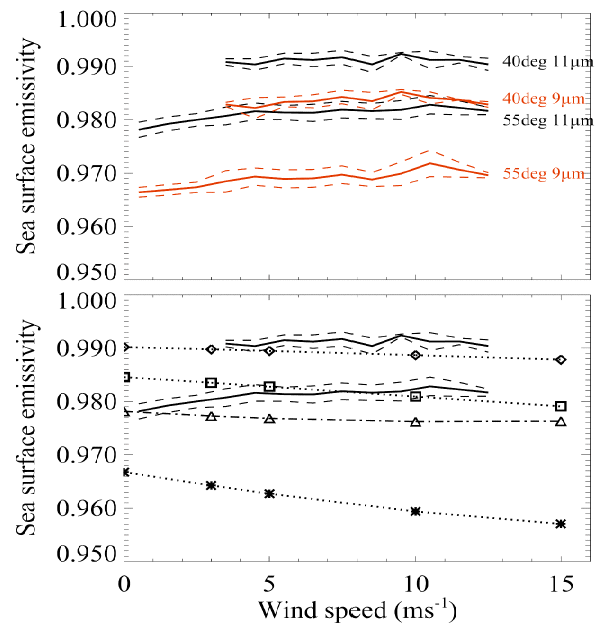 1.000
0.990
0.980
0.970
0.960
0.950
Sea surface emissivity
40deg 11μm
40deg 9μm
55deg 11μm
55deg 9μm
1.000
0.990
0.980
0.970
0.960
0.950
Sea surface emissivity
0 5 10 15
Wind speed (ms⁻¹)